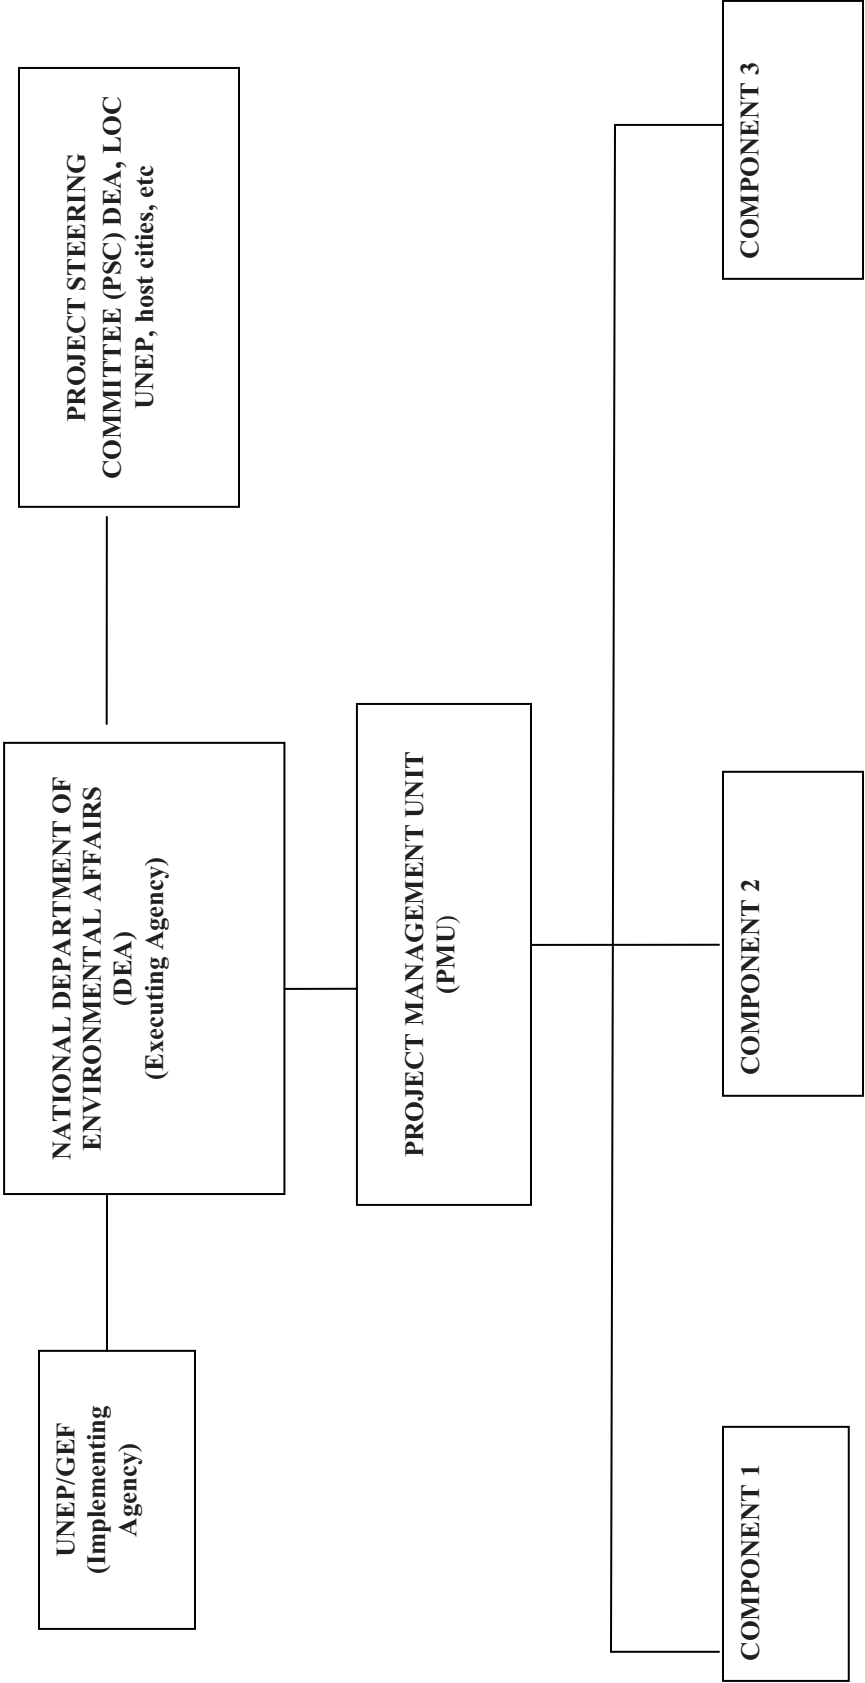 UNEP/GEF
(Implementing
Agency)
NATIONAL DEPARTMENT OF
ENVIRONMENTAL AFFAIRS
(DEA)
(Executing Agency)
PROJECT STEERING
COMMITTEE (PSC) DEA, LOC
UNEP, host cities, etc
PROJECT MANAGEMENT UNIT
(PMU)
COMPONENT 1
COMPONENT 2
COMPONENT 3